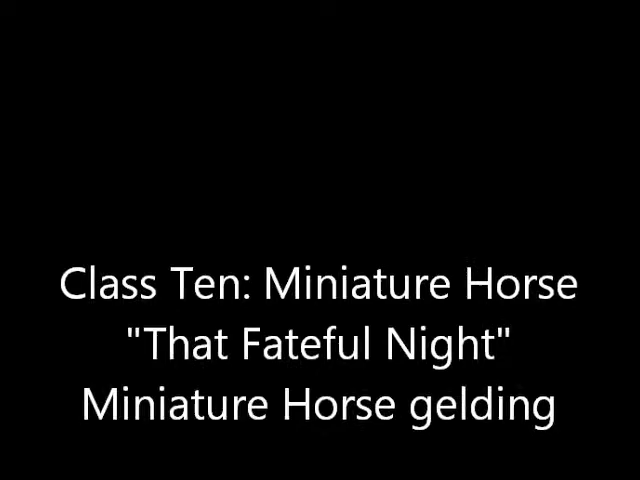 Class Ten: Miniature Horse
"That Fateful Night"
Miniature Horse gelding